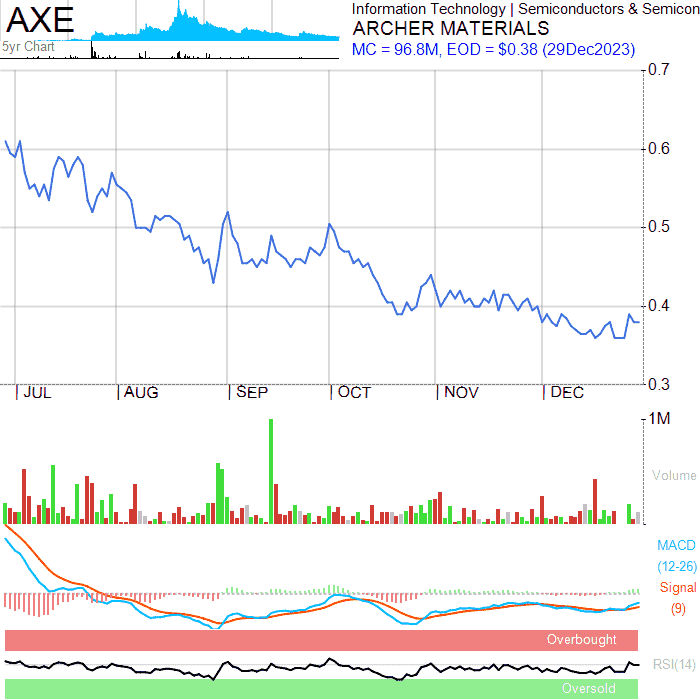 AXE
5yr Chart
Information Technology | Semiconductors & Semicon
ARCHER MATERIALS
MC = 96.8M, EOD = $0.38 (29Dec2023)
0.7
0.6
0.5
0.4
0.3
JUL AUG SEP OCT NOV DEC
1M
Volume
MACD
(12-26)
Signal
(9)
Overbought
RSI(14)
Oversold